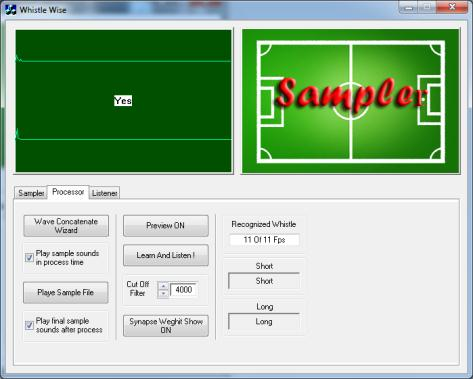 Whistle Wise
Yes
Sampler
Sampler
Processor
Listener
Wave Concatenate
Wizard
Play sample sounds
in process time
Playe Sample File
Play final sample
sounds after process
Preview ON
Learn And Listen !
Cut Off
Filter
4000
Synapse Weghit Show
ON
Recognized Whistle
11 Of 11 Fps
Short
Short
Long
Long